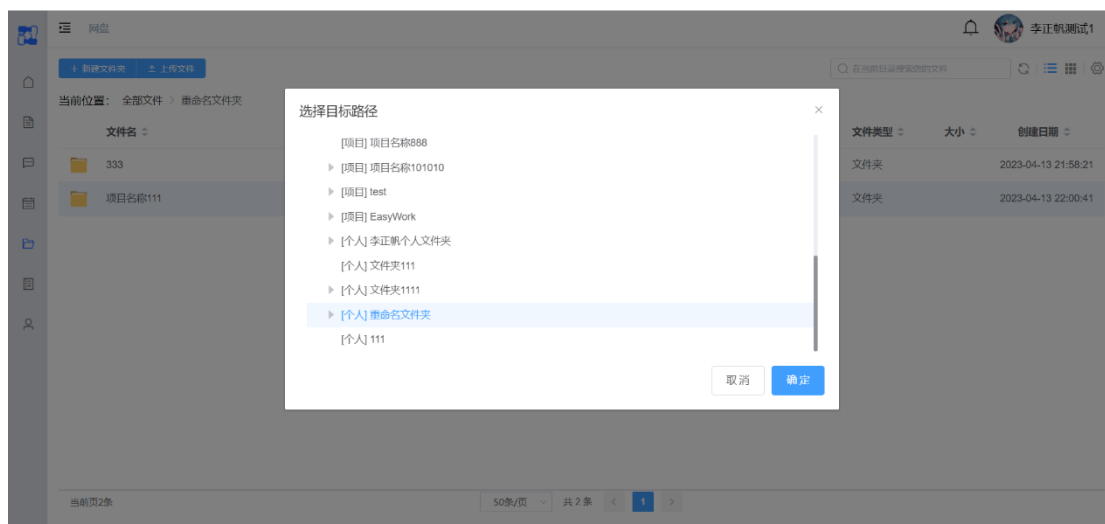 网盘
李正帆测试1
+ 新建文件夹 上传文件
在当前目录搜索您的文件
当前位置： 全部文件 > 重命名文件夹
选择目标路径
文件名 文件类型 大小 创建日期
333 文件夹 2023-04-13 21:58:21
项目名称111 文件夹 2023-04-13 22:00:41
[项目] 项目名称888
[项目] 项目名称101010
[项目] test
[项目] EasyWork
[个人] 李正帆个人文件夹
[个人] 文件夹111
[个人] 文件夹1111
[个人] 重命名文件夹
[个人] 111
取消 确定
当前页2条 50条/页 共 2 条 < 1 >